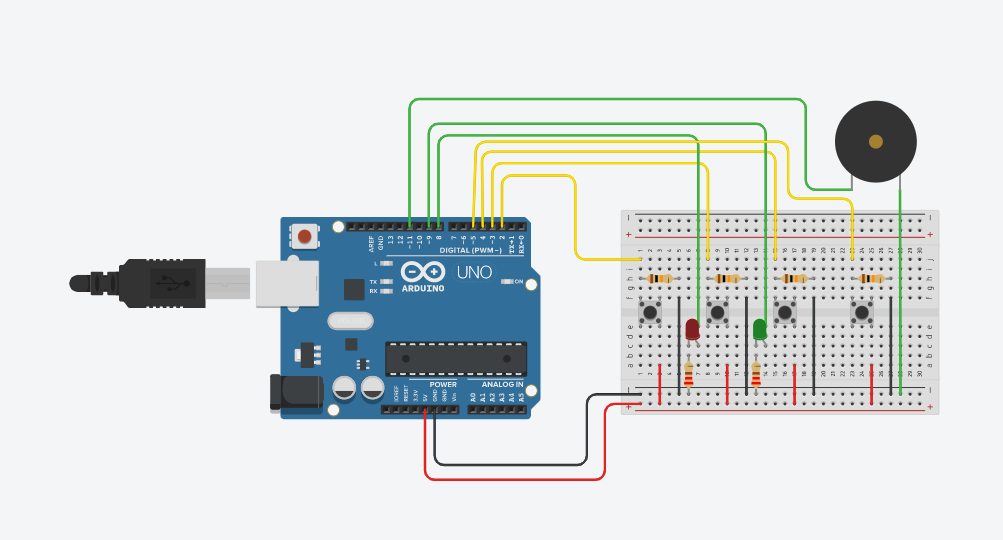 AREF
GND
13
12
~11
~10
~9
8
7
~6
~5
4
~3
2
TX→1
RX←0
DIGITAL (PWM~)
L
TX
RX
ARDUINO
UNO
ON
POWER
ANALOG IN
IOREF
RESET
3.3V
5V
GND
GND
Vin
A0
A1
A2
A3
A4
A5
j
i
h
g
f
e
d
c
b
a